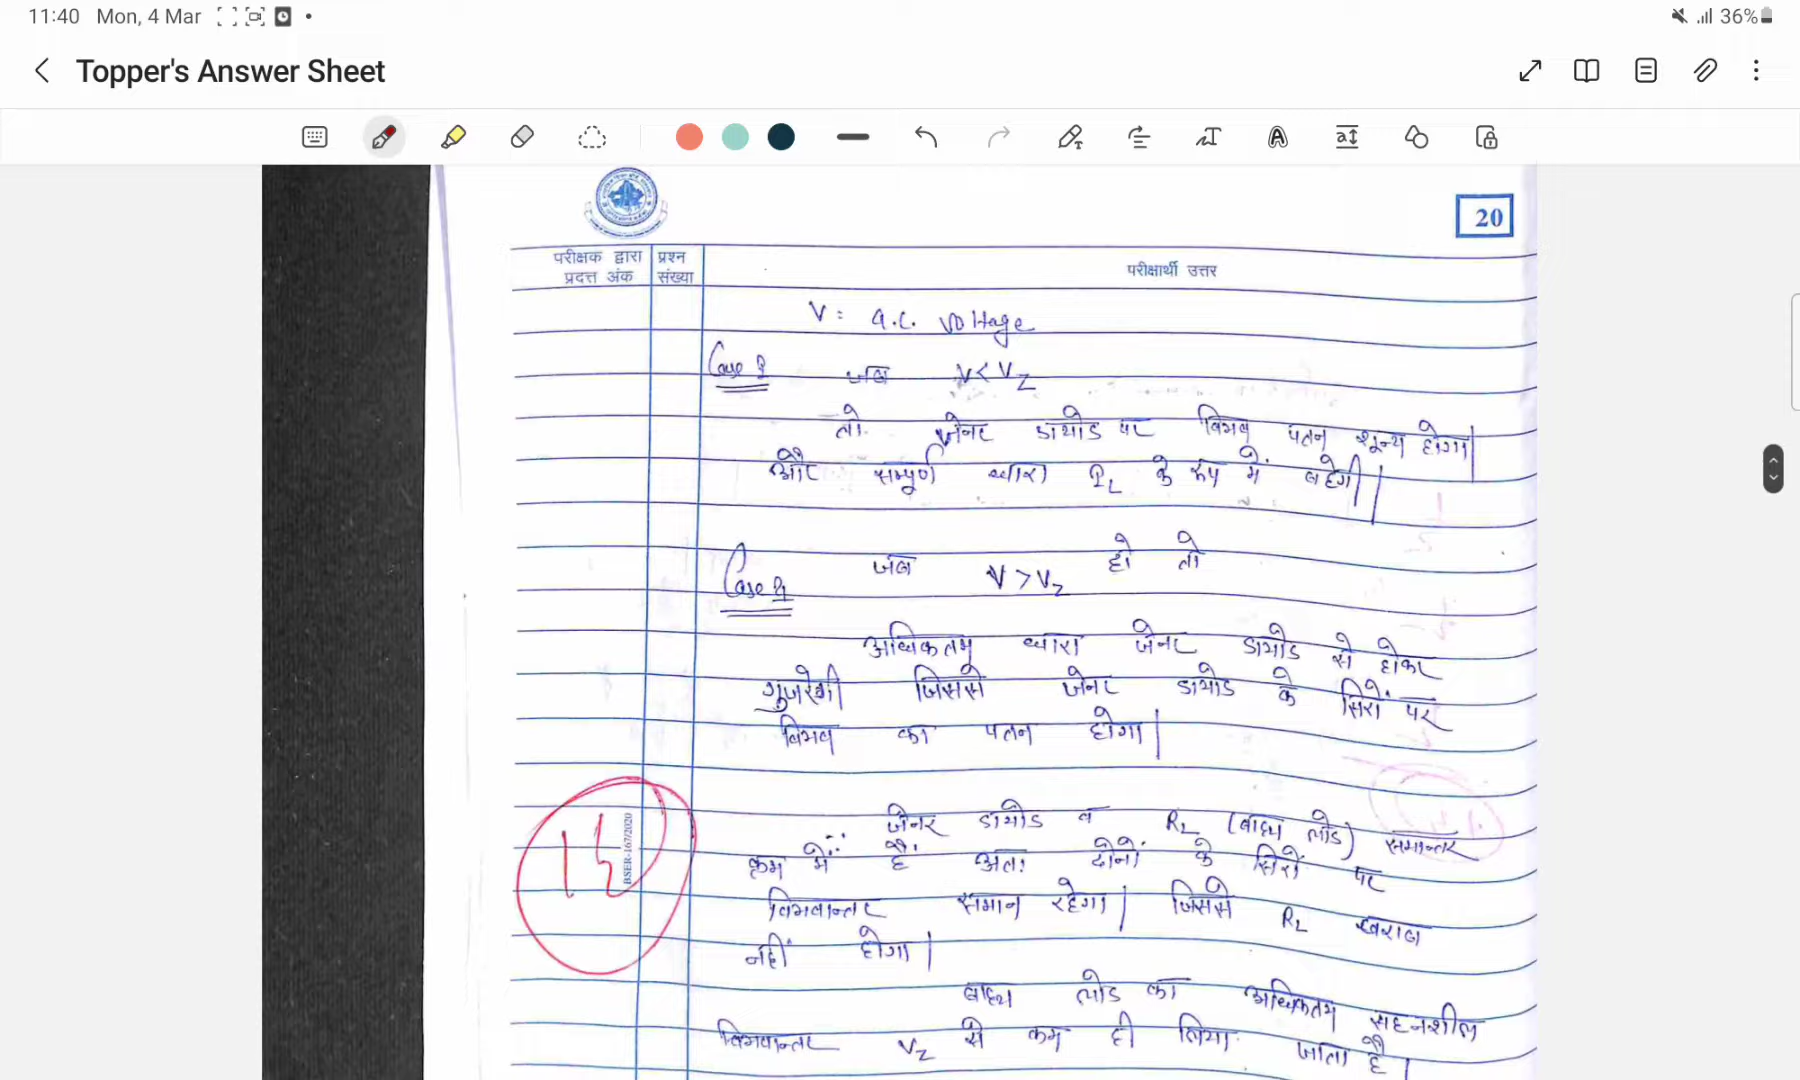 11:40 Mon, 4 Mar
36%
Topper's Answer Sheet
20
परीक्षक द्वारा प्रदत्त अंक
प्रश्न संख्या
परीक्षार्थी उत्तर
V = a.c. voltage
Case 1 जब V < VZ
तो जेनर डायोड पर विभव पतन शून्य होगा।
और सम्पूर्ण धारा IL के रूप में बहेगी।
Case 2 जब V > VZ हो तो
अधिकतम धारा जेनर डायोड से होकर
गुजरेगी जिससे जेनर डायोड के सिरों पर
विभव का पतन होगा।
BSER-167/2020
जेनर डायोड व RL (बाह्य लोड) समान्तर
क्रम में है अतः दोनों के सिरों पर
विभवान्तर समान रहेगा। जिससे RL खराब
नहीं होगा।
बाह्य लोड का अधिकतम सहनशील
विभवान्तर VZ से कम ही लिया जाता है।